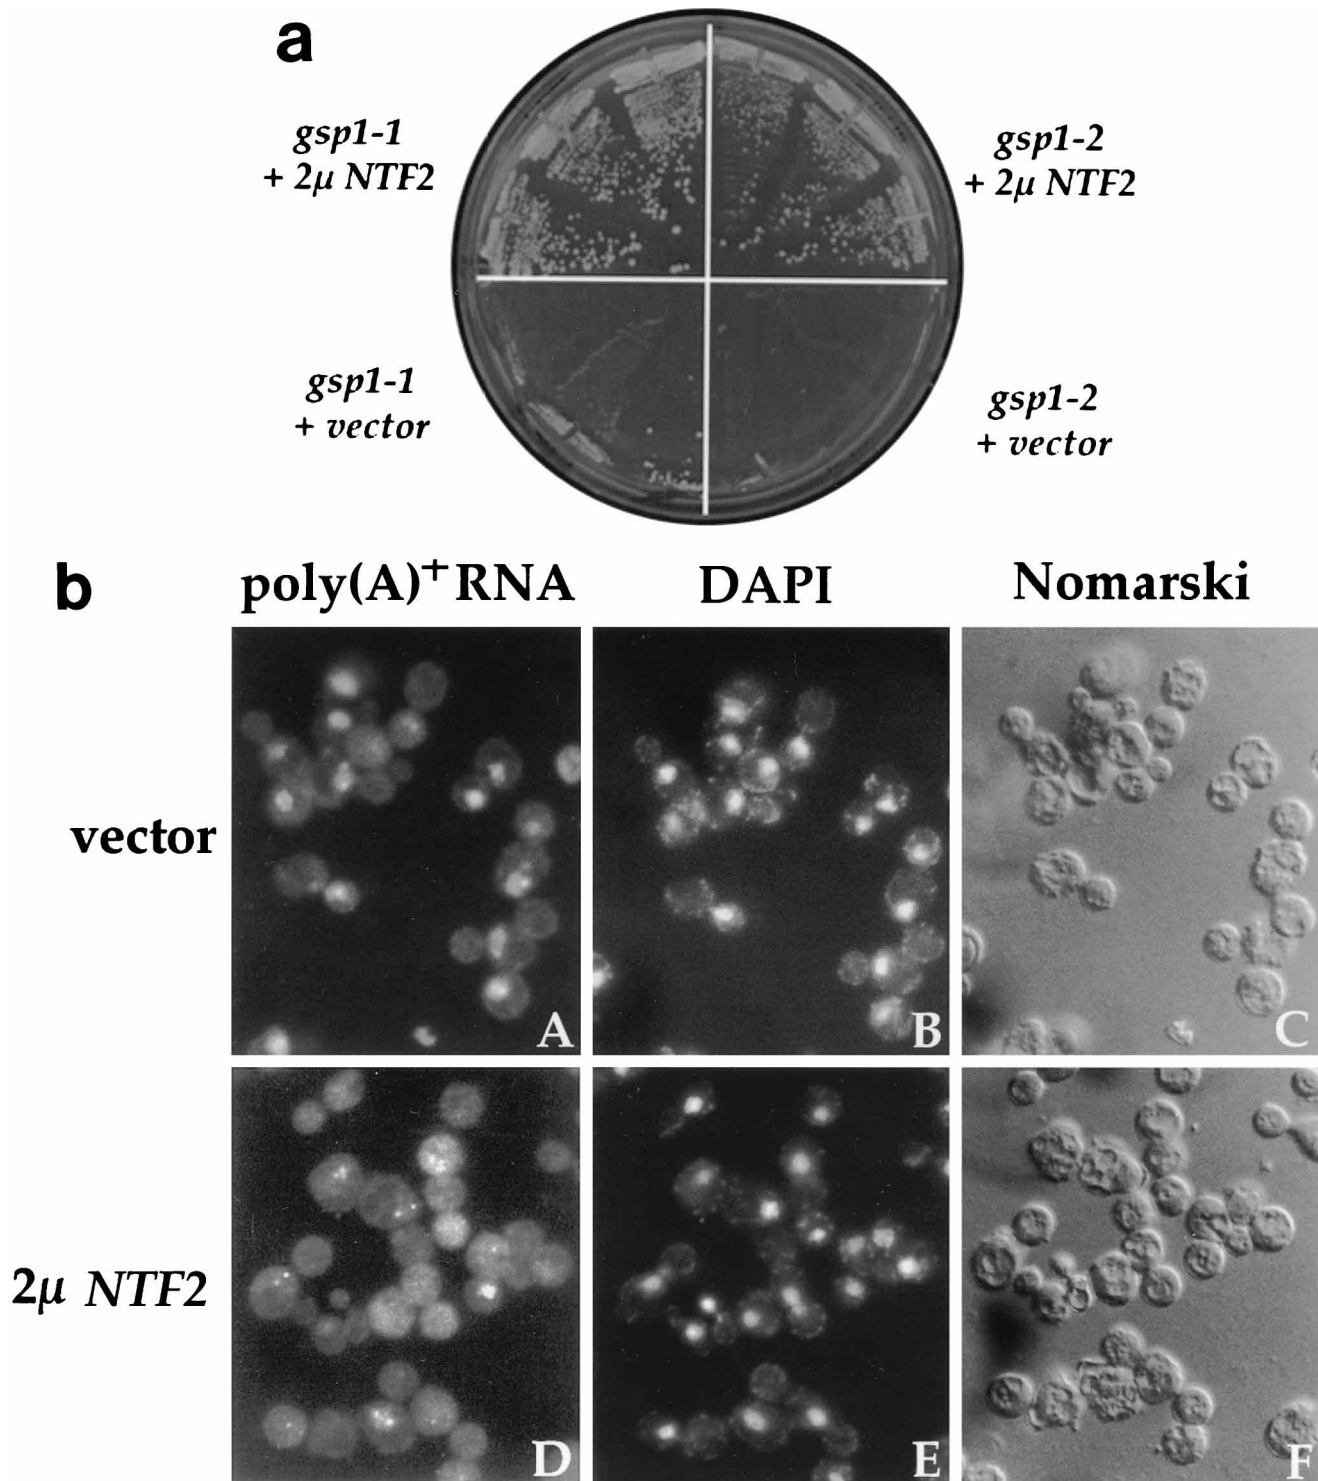 a
gsp1-1
+ 2μ NTF2
gsp1-2
+ 2μ NTF2
gsp1-1
+ vector
gsp1-2
+ vector
b
poly(A)+ RNA
DAPI
Nomarski
vector
A
B
C
2μ NTF2
D
E
F